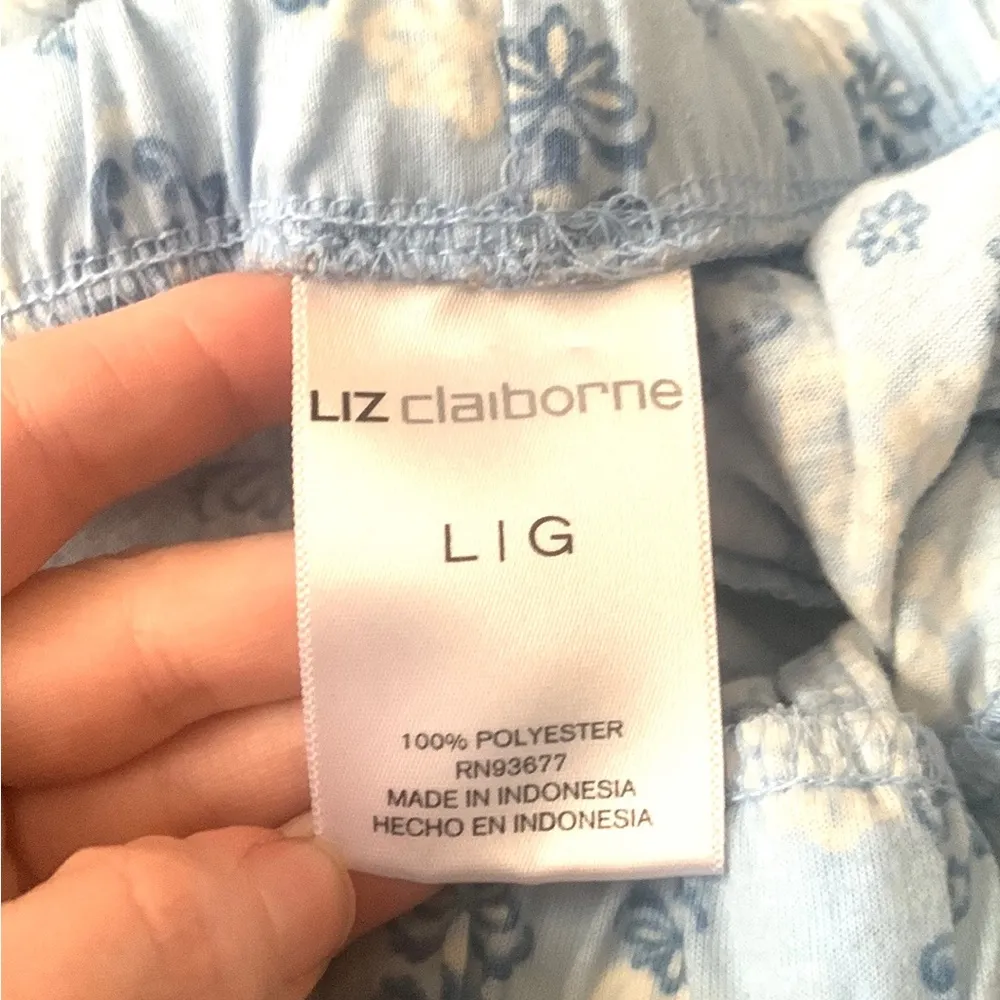 LIZ claiborne
L | G
100% POLYESTER
RN93677
MADE IN INDONESIA
HECHO EN INDONESIA